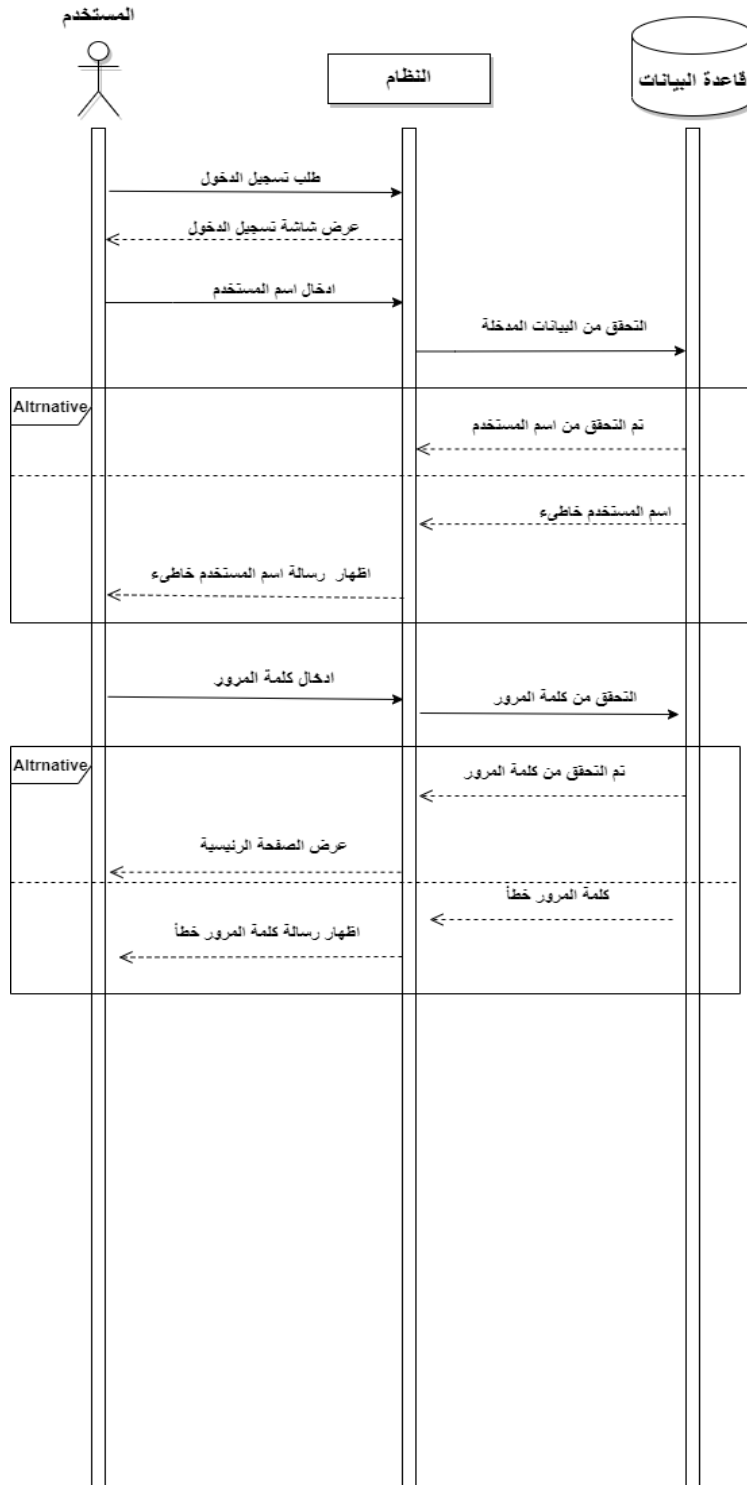 المستخدم
النظام
قاعدة البيانات
طلب تسجيل الدخول
عرض شاشة تسجيل الدخول
ادخال اسم المستخدم
التحقق من البيانات المدخلة
Altrnative
تم التحقق من اسم المستخدم
اسم المستخدم خاطىء
اظهار رسالة اسم المستخدم خاطىء
ادخال كلمة المرور
التحقق من كلمة المرور
Altrnative
تم التحقق من كلمة المرور
عرض الصفحة الرئيسية
كلمة المرور خطأ
اظهار رسالة كلمة المرور خطأ